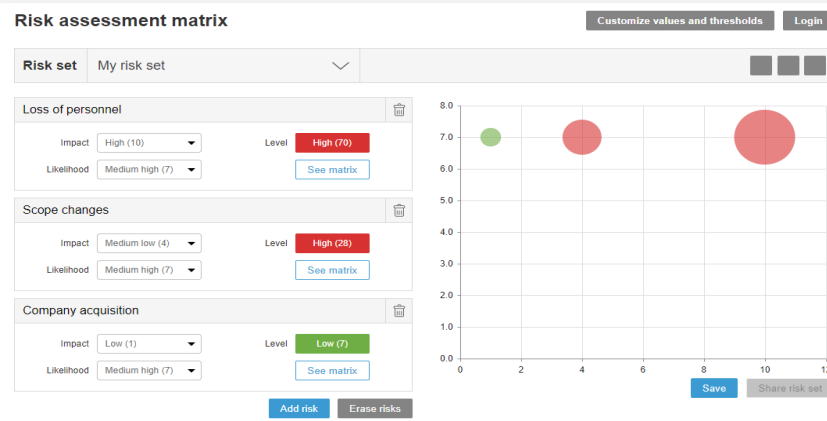 Risk assessment matrix
Customize values and thresholds
Login
Risk set
My risk set
Loss of personnel
Impact High (10) Level High (70)
Likelihood Medium high (7) See matrix
Scope changes
Impact Medium low (4) Level High (28)
Likelihood Medium high (7) See matrix
Company acquisition
Impact Low (1) Level Low (7)
Likelihood Medium high (7) See matrix
Add risk Erase risks
8.0
7.0
6.0
5.0
4.0
3.0
2.0
1.0
0.0
0 2 4 6 8 10
Save Share risk set